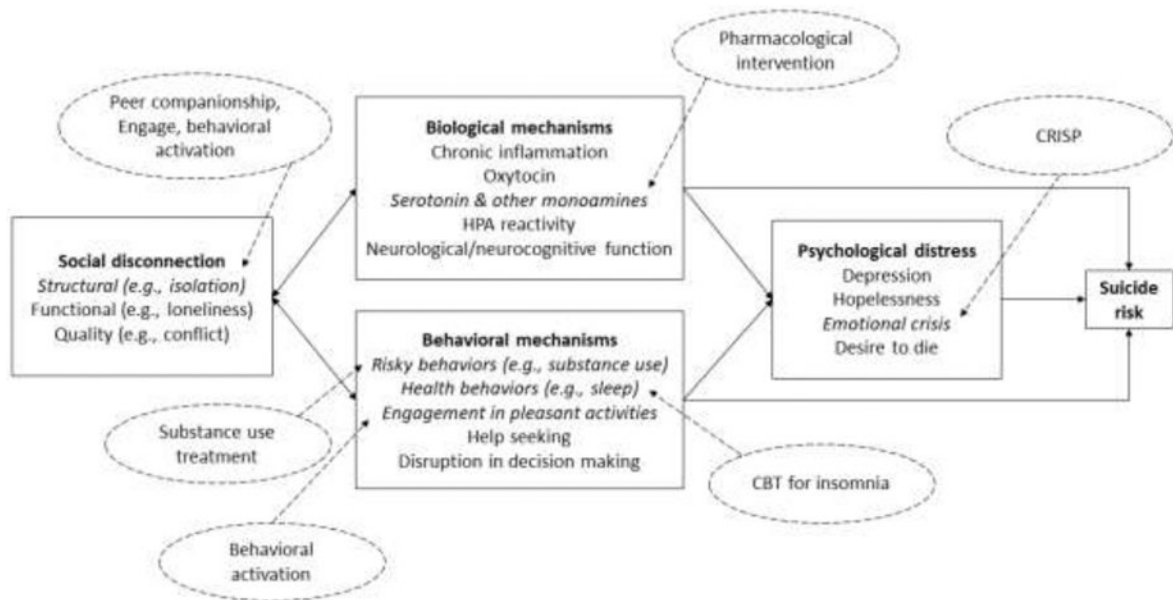 Pharmacological
intervention
Peer companionship,
Engage, behavioral
activation
CRISP
Biological mechanisms
Chronic inflammation
Oxytocin
Serotonin & other monoamines
HPA reactivity
Neurological/neurocognitive function
Social disconnection
Structural (e.g., isolation)
Functional (e.g., loneliness)
Quality (e.g., conflict)
Psychological distress
Depression
Hopelessness
Emotional crisis
Desire to die
Suicide
risk
Behavioral mechanisms
Risky behaviors (e.g., substance use)
Health behaviors (e.g., sleep)
Engagement in pleasant activities
Help seeking
Disruption in decision making
Substance use
treatment
CBT for insomnia
Behavioral
activation